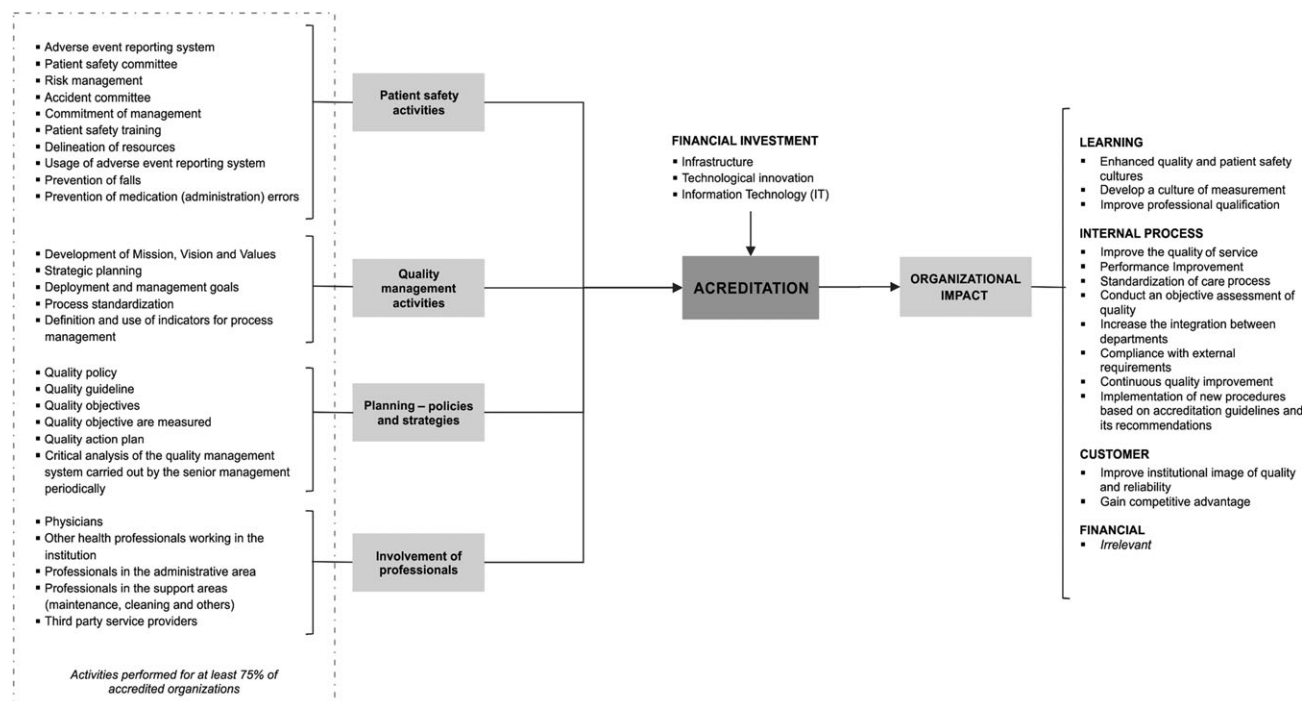 ▪ Adverse event reporting system
▪ Patient safety committee
▪ Risk management
▪ Accident committee
▪ Commitment of management
▪ Patient safety training
▪ Delineation of resources
▪ Usage of adverse event reporting system
▪ Prevention of falls
▪ Prevention of medication (administration) errors
Patient safety
activities
▪ Development of Mission, Vision and Values
▪ Strategic planning
▪ Deployment and management goals
▪ Process standardization
▪ Definition and use of indicators for process
management
Quality
management
activities
▪ Quality policy
▪ Quality guideline
▪ Quality objectives
▪ Quality objective are measured
▪ Quality action plan
▪ Critical analysis of the quality management
system carried out by the senior management
periodically
Planning – policies
and strategies
▪ Physicians
▪ Other health professionals working in the
institution
▪ Professionals in the administrative area
▪ Professionals in the support areas
(maintenance, cleaning and others)
▪ Third party service providers
Involvement of
professionals
Activities performed for at least 75% of
accredited organizations
FINANCIAL INVESTMENT
▪ Infrastructure
▪ Technological innovation
▪ Information Technology (IT)
ACREDITATION
ORGANIZATIONAL
IMPACT
LEARNING
▪ Enhanced quality and patient safety
cultures
▪ Develop a culture of measurement
▪ Improve professional qualification
INTERNAL PROCESS
▪ Improve the quality of service
▪ Performance Improvement
▪ Standardization of care process
▪ Conduct an objective assessment of
quality
▪ Increase the integration between
departments
▪ Compliance with external
requirements
▪ Continuous quality improvement
▪ Implementation of new procedures
based on accreditation guidelines and
its recommendations
CUSTOMER
▪ Improve institutional image of quality
and reliability
▪ Gain competitive advantage
FINANCIAL
▪ Irrelevant